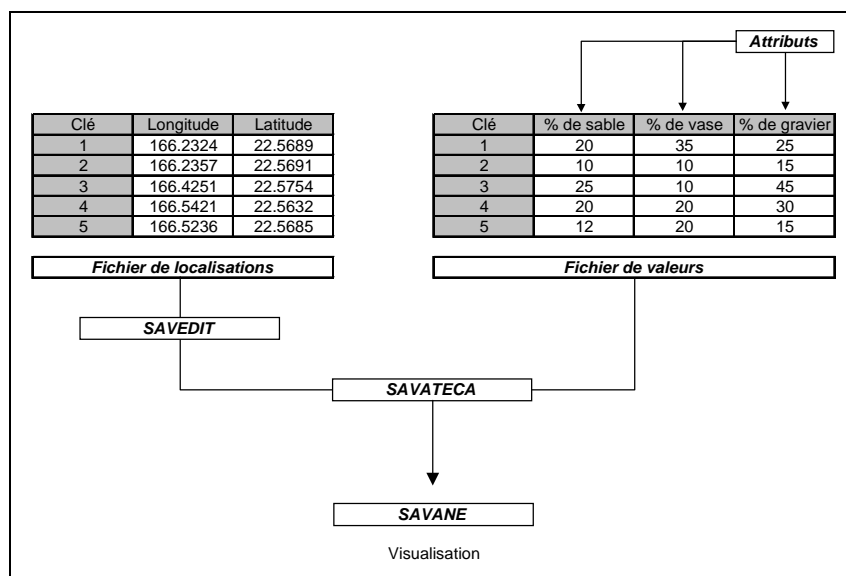 Attributs
Clé Longitude Latitude
1 166.2324 22.5689
2 166.2357 22.5691
3 166.4251 22.5754
4 166.5421 22.5632
5 166.5236 22.5685
Clé % de sable % de vase % de gravier
1 20 35 25
2 10 10 15
3 25 10 45
4 20 20 30
5 12 20 15
Fichier de localisations
Fichier de valeurs
SAVEDIT
SAVATECA
SAVANE
Visualisation